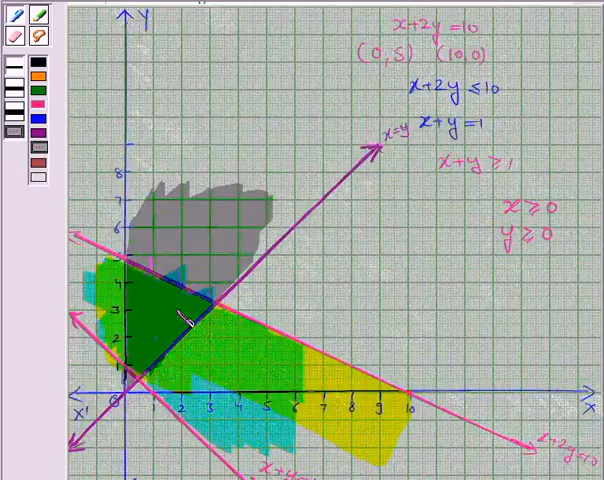 Y
x+2y=10
(0,5) (10,0)
x+2y≤10
x+y=1
x=y
x+y≥1
x≥0
y≥0
8
7
6
5
4
3
2
1
X' 0 1 2 3 4 5 6 7 8 9 10 X
x+2y=10